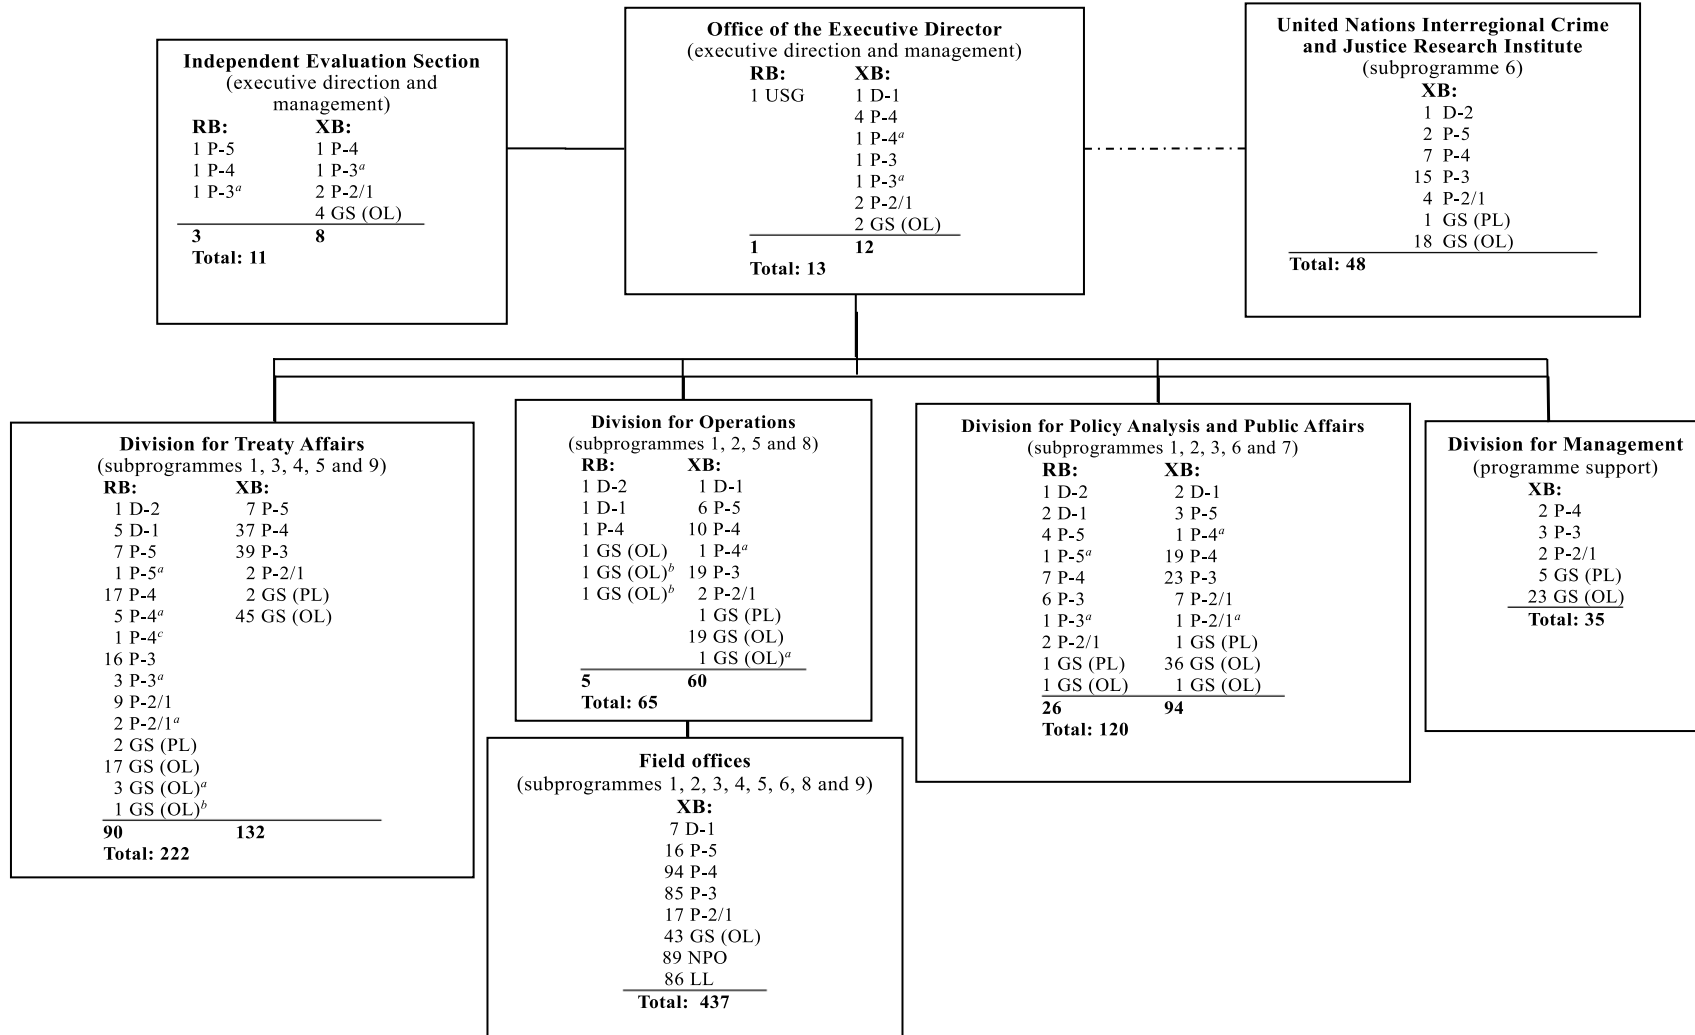 Independent Evaluation Section
(executive direction and
management)
RB: XB:
1 P-5 1 P-4
1 P-4 1 P-3a
1 P-3a 2 P-2/1
4 GS (OL)
3 8
Total: 11
Office of the Executive Director
(executive direction and management)
RB: XB:
1 USG 1 D-1
4 P-4
1 P-4a
1 P-3
1 P-3a
2 P-2/1
2 GS (OL)
1 12
Total: 13
United Nations Interregional Crime
and Justice Research Institute
(subprogramme 6)
XB:
1 D-2
2 P-5
7 P-4
15 P-3
4 P-2/1
1 GS (PL)
18 GS (OL)
Total: 48
Division for Treaty Affairs
(subprogrammes 1, 3, 4, 5 and 9)
RB: XB:
1 D-2 7 P-5
5 D-1 37 P-4
7 P-5 39 P-3
1 P-5a 2 P-2/1
17 P-4 2 GS (PL)
5 P-4a 45 GS (OL)
1 P-4c
16 P-3
3 P-3a
9 P-2/1
2 P-2/1a
2 GS (PL)
17 GS (OL)
3 GS (OL)a
1 GS (OL)b
90 132
Total: 222
Division for Operations
(subprogrammes 1, 2, 5 and 8)
RB: XB:
1 D-2 1 D-1
1 D-1 6 P-5
1 P-4 10 P-4
1 GS (OL) 1 P-4a
1 GS (OL)b 19 P-3
1 GS (OL)b 2 P-2/1
1 GS (PL)
19 GS (OL)
1 GS (OL)a
5 60
Total: 65
Field offices
(subprogrammes 1, 2, 3, 4, 5, 6, 8 and 9)
XB:
7 D-1
16 P-5
94 P-4
85 P-3
17 P-2/1
43 GS (OL)
89 NPO
86 LL
Total: 437
Division for Policy Analysis and Public Affairs
(subprogrammes 1, 2, 3, 6 and 7)
RB: XB:
1 D-2 2 D-1
2 D-1 3 P-5
4 P-5 1 P-4a
1 P-5a 19 P-4
7 P-4 23 P-3
6 P-3 7 P-2/1
1 P-3a 1 P-2/1a
2 P-2/1 1 GS (PL)
1 GS (PL) 36 GS (OL)
1 GS (OL) 1 GS (OL)
26 94
Total: 120
Division for Management
(programme support)
XB:
2 P-4
3 P-3
2 P-2/1
5 GS (PL)
23 GS (OL)
Total: 35